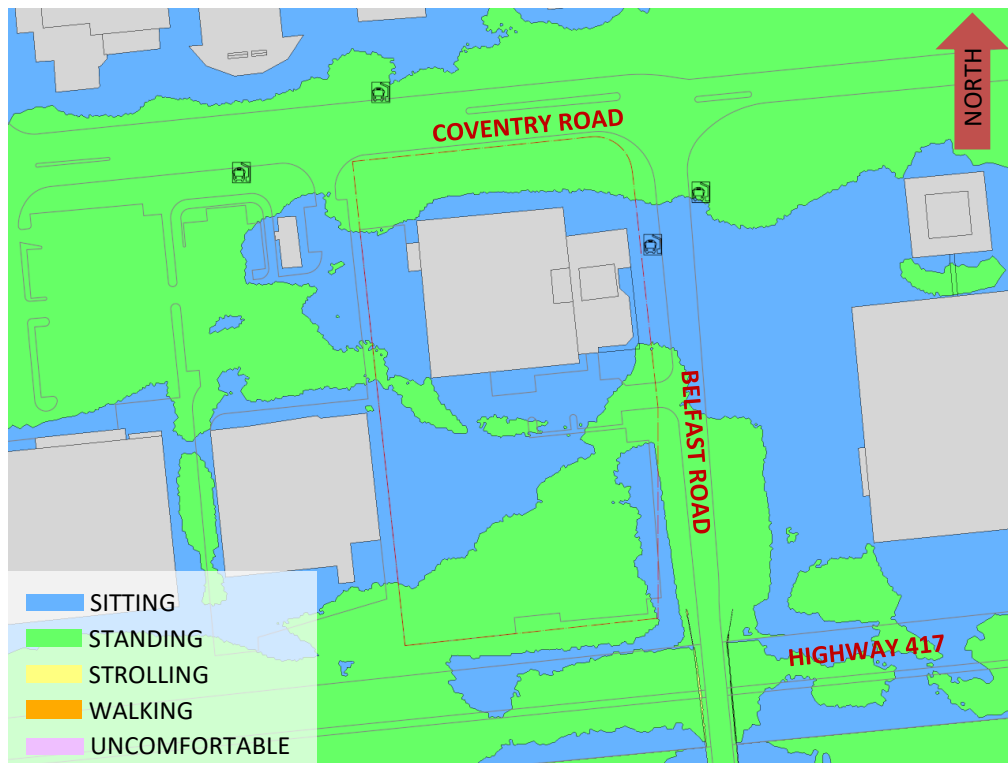 NORTH
COVENTRY ROAD
BELFAST ROAD
HIGHWAY 417
SITTING
STANDING
STROLLING
WALKING
UNCOMFORTABLE